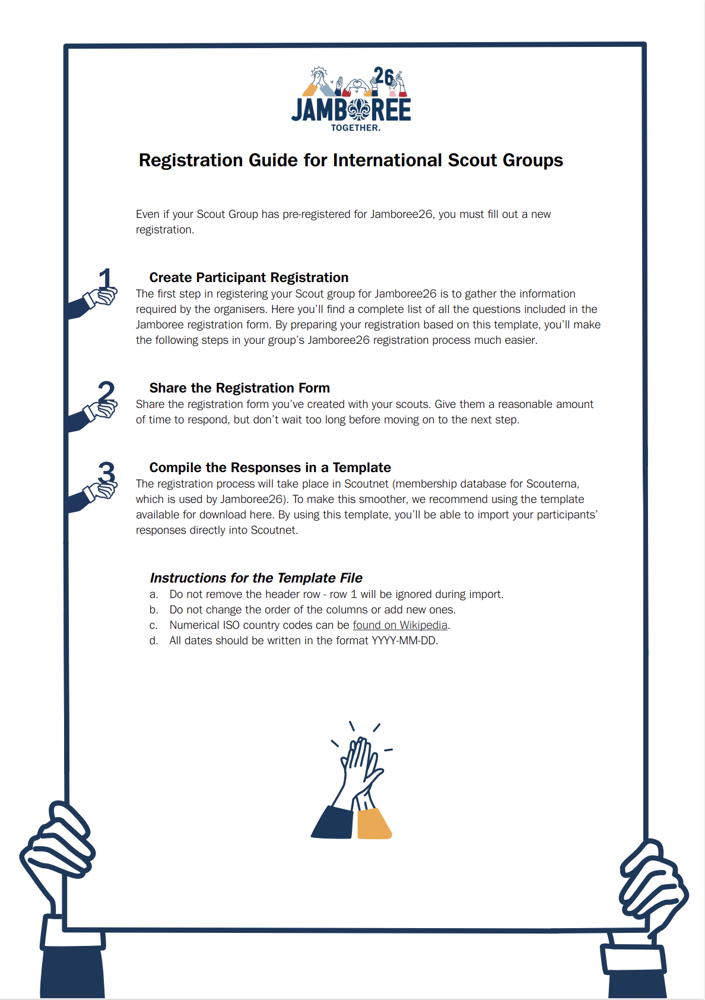 26
JAMBOREE
TOGETHER.
Registration Guide for International Scout Groups
Even if your Scout Group has pre-registered for Jamboree26, you must fill out a new
registration.
1
Create Participant Registration
The first step in registering your Scout group for Jamboree26 is to gather the information
required by the organisers. Here you’ll find a complete list of all the questions included in the
Jamboree registration form. By preparing your registration based on this template, you’ll make
the following steps in your group’s Jamboree26 registration process much easier.
2
Share the Registration Form
Share the registration form you’ve created with your scouts. Give them a reasonable amount
of time to respond, but don’t wait too long before moving on to the next step.
3
Compile the Responses in a Template
The registration process will take place in Scoutnet (membership database for Scouterna,
which is used by Jamboree26). To make this smoother, we recommend using the template
available for download here. By using this template, you’ll be able to import your participants’
responses directly into Scoutnet.
Instructions for the Template File
a. Do not remove the header row - row 1 will be ignored during import.
b. Do not change the order of the columns or add new ones.
c. Numerical ISO country codes can be found on Wikipedia.
d. All dates should be written in the format YYYY-MM-DD.